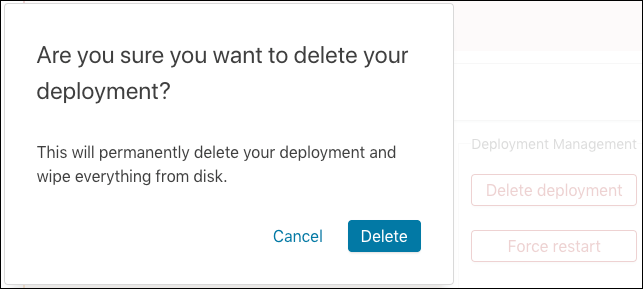 Are you sure you want to delete your
deployment?
This will permanently delete your deployment and
wipe everything from disk.
Cancel
Delete
Deployment Management
Delete deployment
Force restart